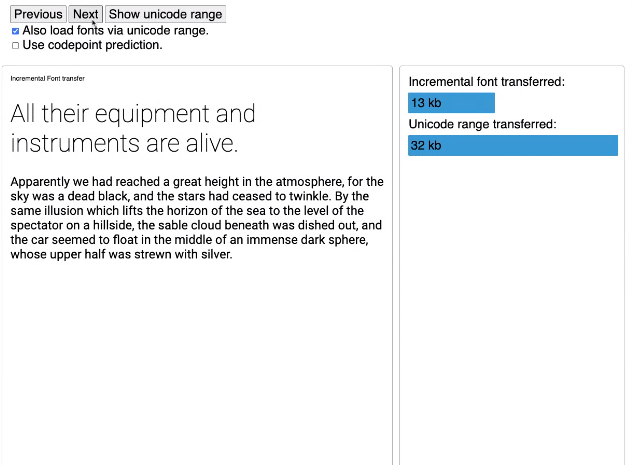 Previous Next Show unicode range
Also load fonts via unicode range.
Use codepoint prediction.
Incremental Font transfer
All their equipment and
instruments are alive.
Apparently we had reached a great height in the atmosphere, for the
sky was a dead black, and the stars had ceased to twinkle. By the
same illusion which lifts the horizon of the sea to the level of the
spectator on a hillside, the sable cloud beneath was dished out, and
the car seemed to float in the middle of an immense dark sphere,
whose upper half was strewn with silver.
Incremental font transferred:
13 kb
Unicode range transferred:
32 kb